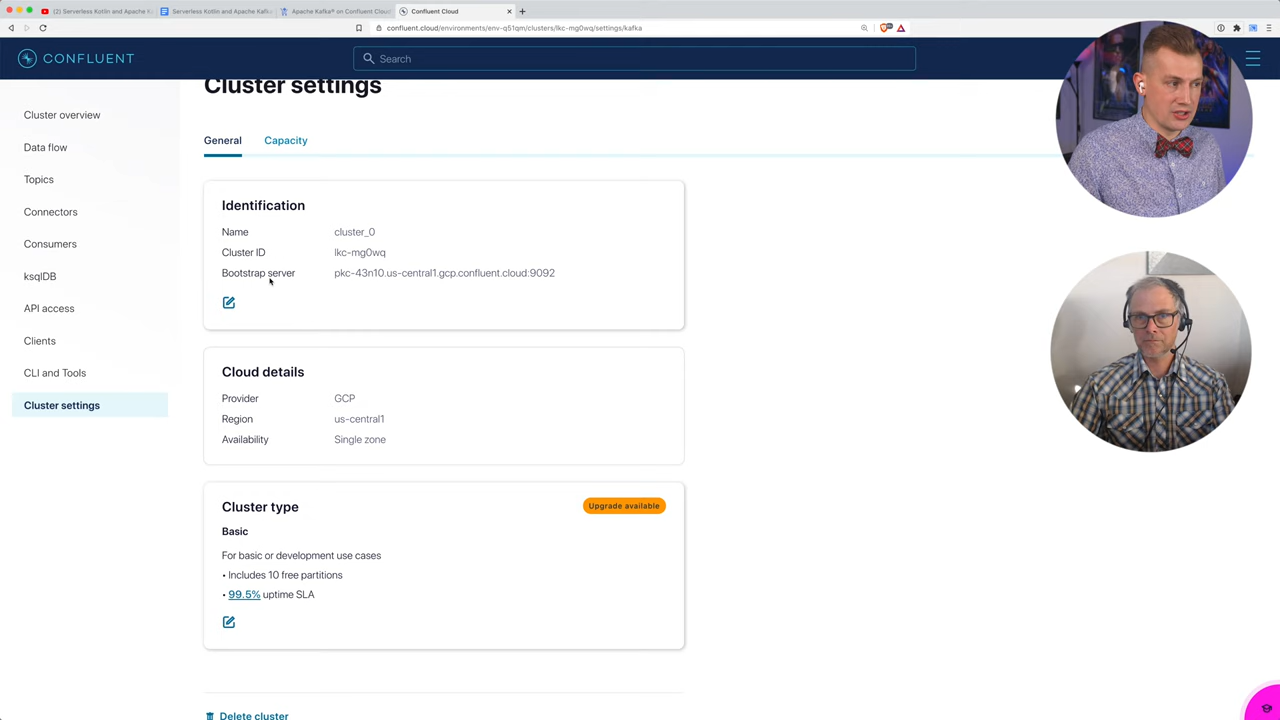 (2) Serverless Kotlin and Apache Ka
Serverless Kotlin and Apache Kafk
Apache Kafka® on Confluent Cloud
Confluent Cloud
confluent.cloud/environments/env-q51qm/clusters/lkc-mg0wq/settings/kafka
CONFLUENT
Search
Cluster settings
Cluster overview
Data flow
Topics
Connectors
Consumers
ksqlDB
API access
Clients
CLI and Tools
Cluster settings
General
Capacity
Identification
Name
cluster_0
Cluster ID
lkc-mg0wq
Bootstrap server
pkc-43n10.us-central1.gcp.confluent.cloud:9092
Cloud details
Provider
GCP
Region
us-central1
Availability
Single zone
Cluster type
Upgrade available
Basic
For basic or development use cases
• Includes 10 free partitions
• 99.5% uptime SLA
Delete cluster